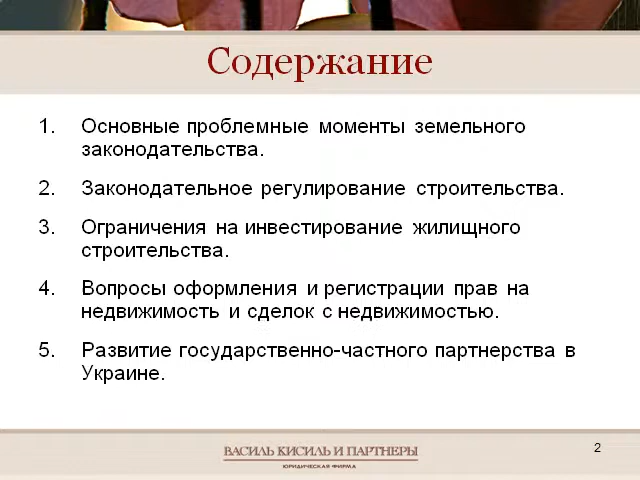 Содержание
1. Основные проблемные моменты земельного
законодательства.
2. Законодательное регулирование строительства.
3. Ограничения на инвестирование жилищного
строительства.
4. Вопросы оформления и регистрации прав на
недвижимость и сделок с недвижимостью.
5. Развитие государственно-частного партнерства в
Украине.
ВАСИЛЬ КИСИЛЬ И ПАРТНЕРЫ
ЮРИДИЧЕСКАЯ ФИРМА
2